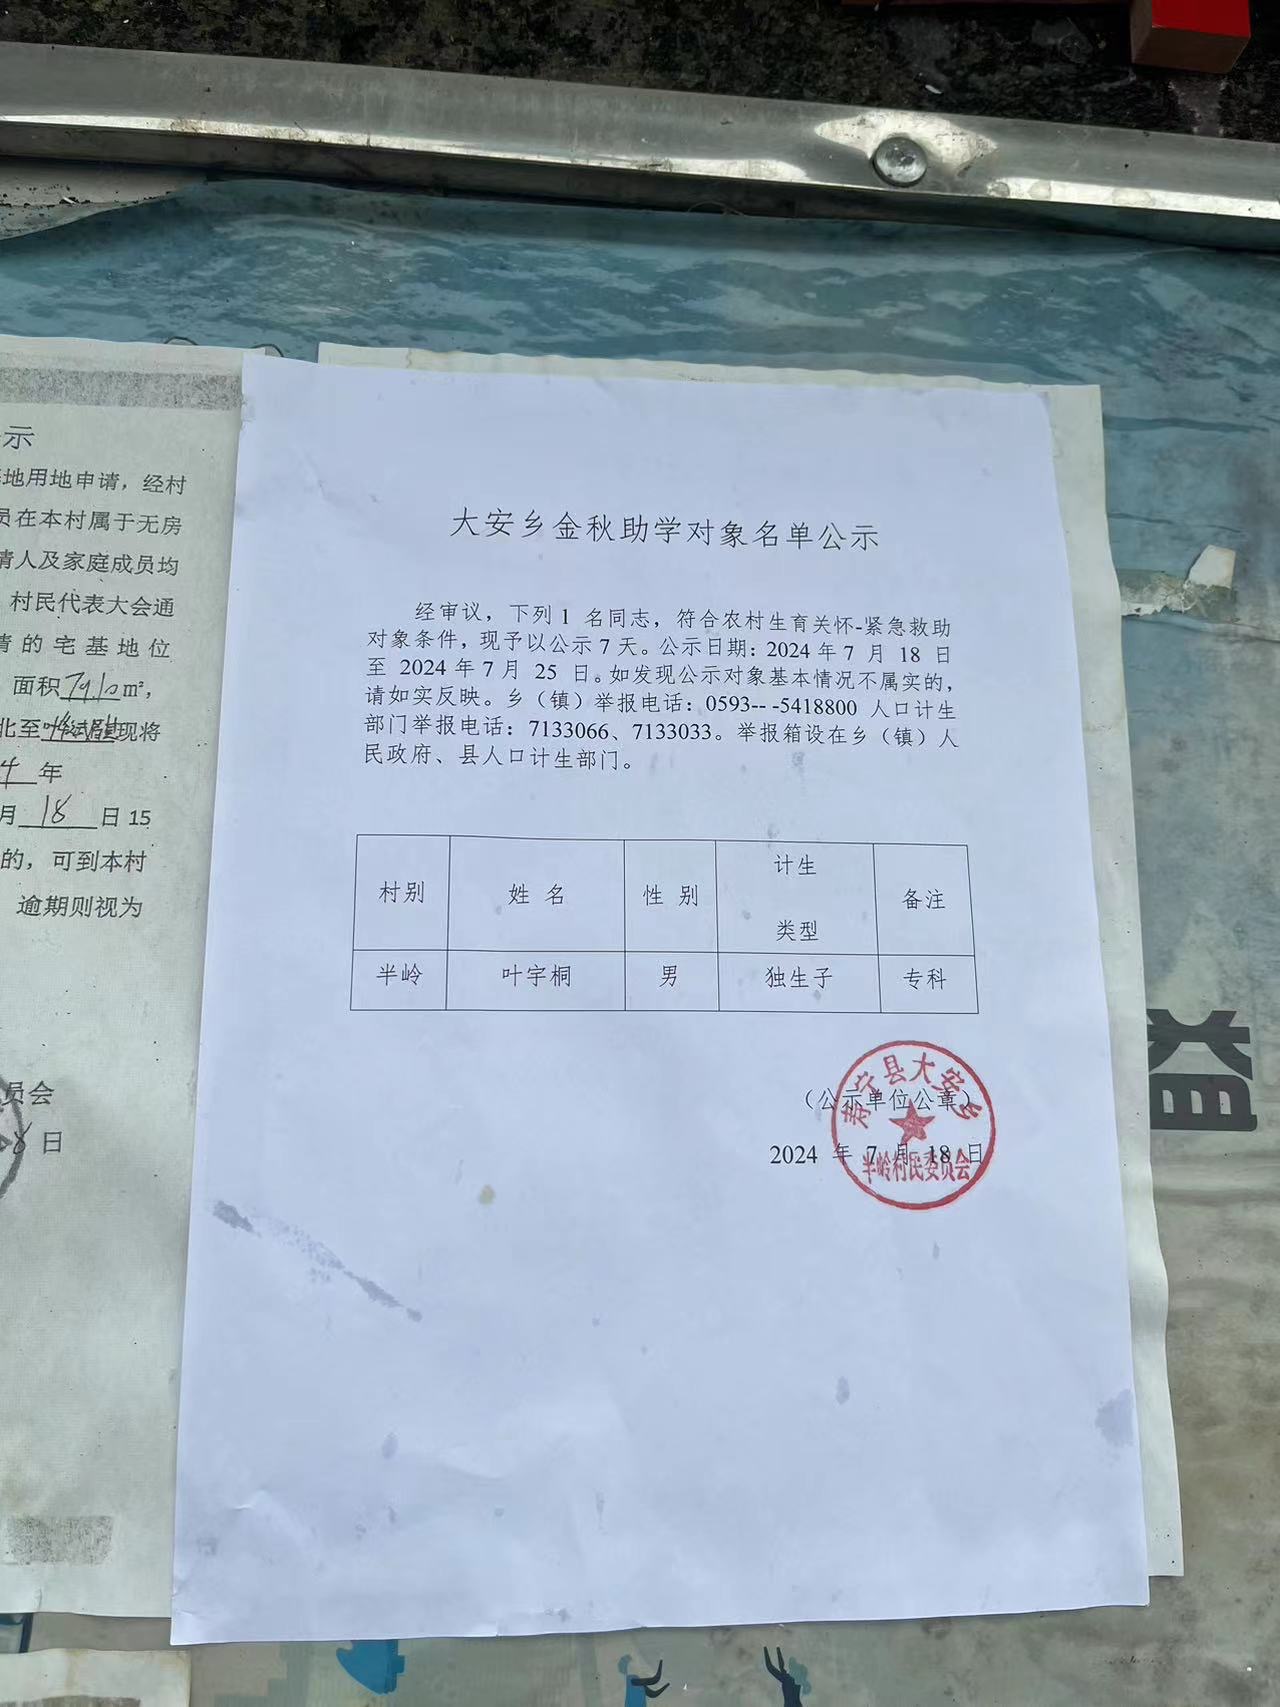 示
地用地申请，经村
员在本村属于无房
请人及家庭成员均
村民代表大会通
请的宅基地位
面积 m²，
北至 现将
4 年
月 18 日 15
的，可到本村
逾期则视为
员会
8 日
大安乡金秋助学对象名单公示
经审议，下列 1 名同志，符合农村生育关怀-紧急救助
对象条件，现予以公示 7 天。公示日期：2024 年 7 月 18 日
至 2024 年 7 月 25 日。如发现公示对象基本情况不属实的，
请如实反映。乡（镇）举报电话：0593-- -5418800 人口计生
部门举报电话：7133066、7133033。举报箱设在乡（镇）人
民政府、县人口计生部门。
村别 姓 名 性 别 计生类型 备注
半岭 叶宇桐 男 独生子 专科
（公示单位公章）
2024 年 7 月 18 日
寿宁县大安乡
半岭村民委员会
益